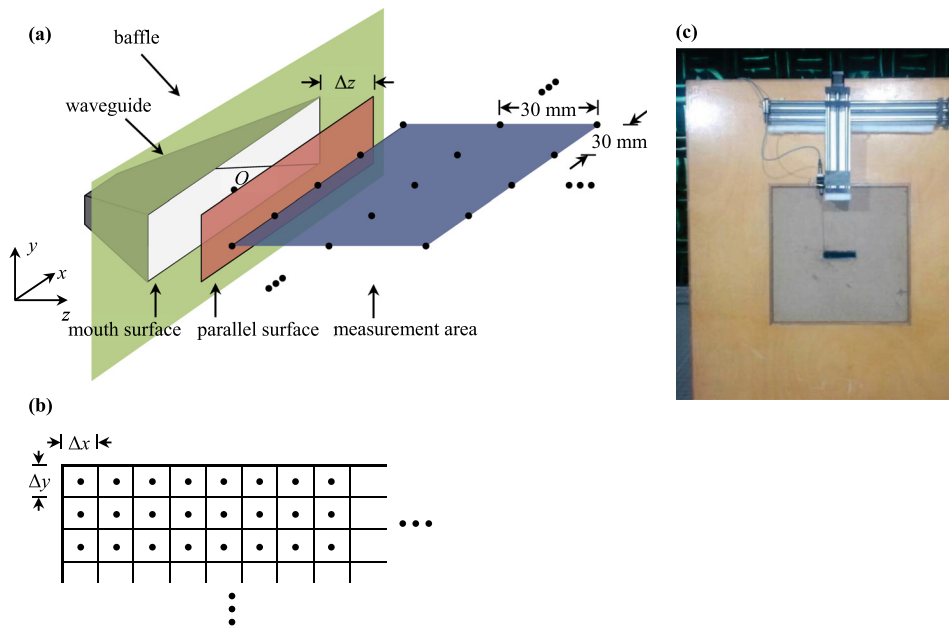 (a)
baffle
waveguide
Δz
30 mm
30 mm
O
y
x
z
mouth surface
parallel surface
measurement area
(b)
Δx
Δy
(c)